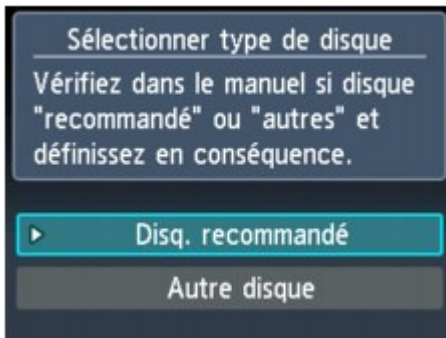 Sélectionner type de disque
Vérifiez dans le manuel si disque
"recommandé" ou "autres" et
définissez en conséquence.
Disq. recommandé
Autre disque